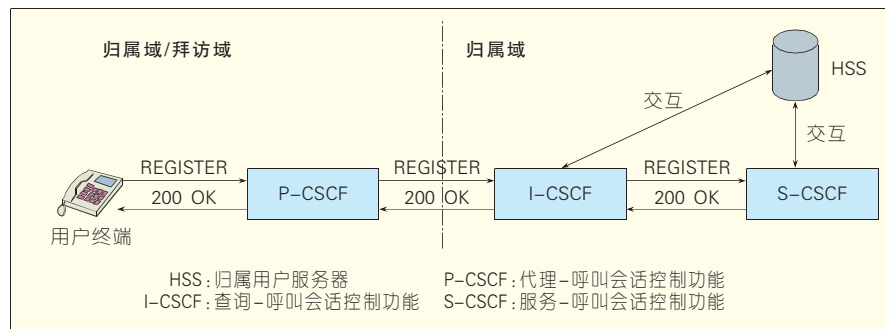 归属域/拜访域
归属域
HSS
交互
交互
REGISTER
REGISTER
REGISTER
200 OK
P-CSCF
200 OK
I-CSCF
200 OK
S-CSCF
用户终端
HSS:归属用户服务器
P-CSCF:代理-呼叫会话控制功能
I-CSCF:查询-呼叫会话控制功能
S-CSCF:服务-呼叫会话控制功能